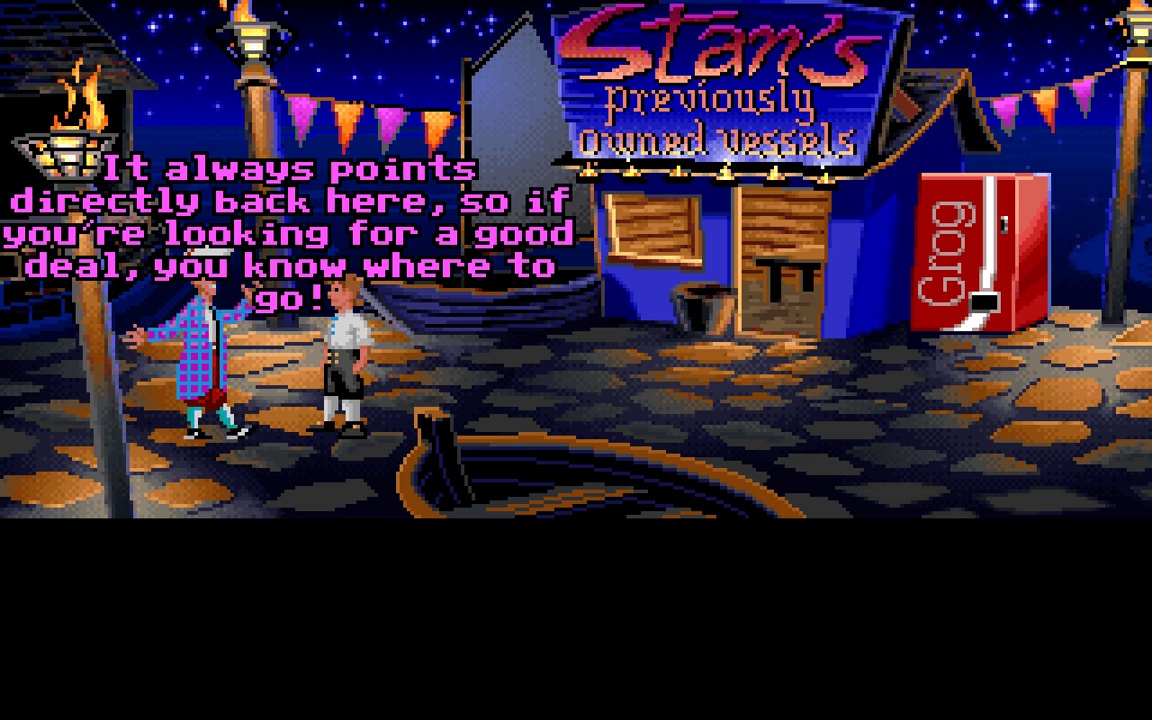 Stan's
previously
owned vessels
It always points
directly back here, so if
you're looking for a good
deal, you know where to
go!
Grog